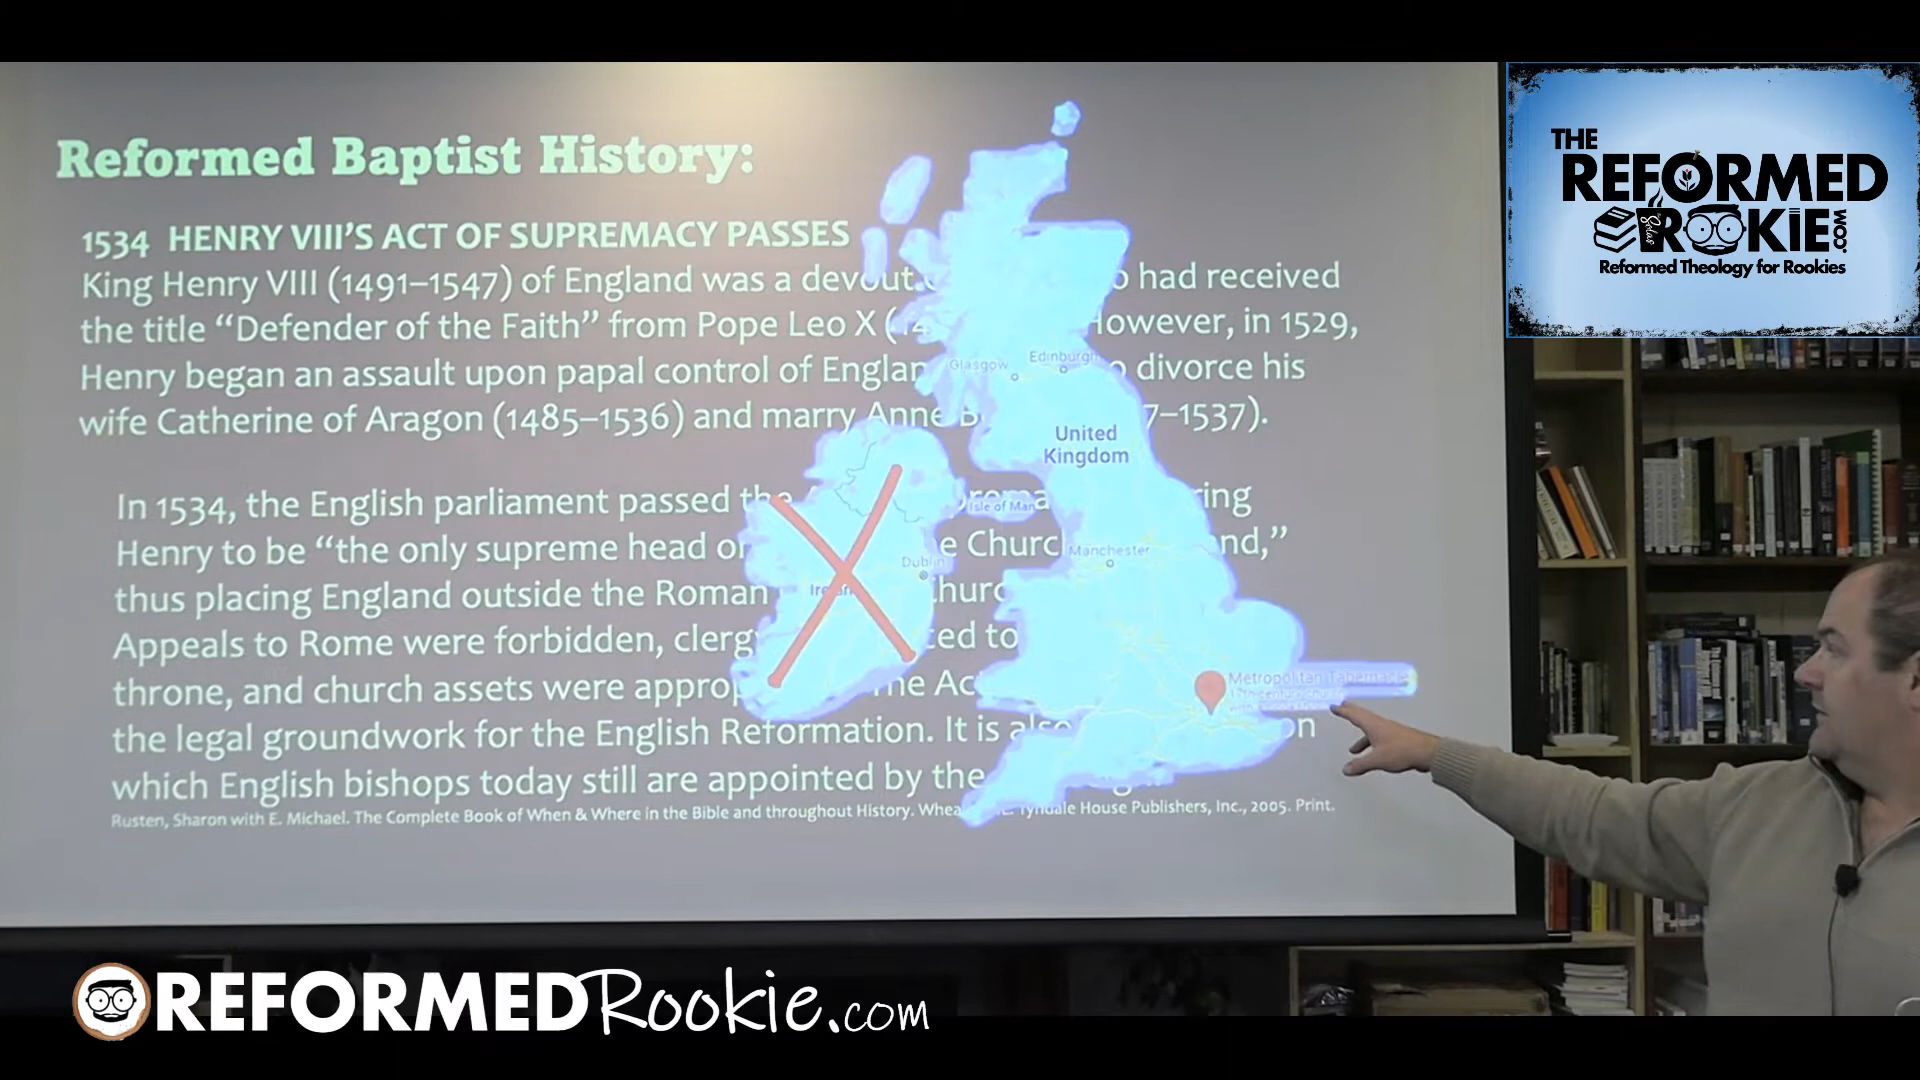 Reformed Baptist History:
1534 HENRY VIII'S ACT OF SUPREMACY PASSES
King Henry VIII (1491–1547) of England was a devout had received
the title “Defender of the Faith” from Pope Leo X However, in 1529,
Henry began an assault upon papal control of divorce his
wife Catherine of Aragon (1485–1536) and marry Anne –1537).
In 1534, the English parliament passed the
Henry to be “the only supreme head nd,”
thus placing England outside the Roman
Appeals to Rome were forbidden, to
throne, and church assets were
the legal groundwork for the English Reformation. It is
which English bishops today still are appointed by the
Rusten, Sharon with E. Michael. The Complete Book of When & Where in the Bible and throughout History. Tyndale House Publishers, Inc., 2005. Print.
Glasgow
Edinburgh
United
Kingdom
Isle of Man
Manchester
Dublin
Metropolitan Tabernacle
17th-century church
THE
REFORMED
ROOKIE
.COM
Solas
Reformed Theology for Rookies
REFORMEDRookie.com